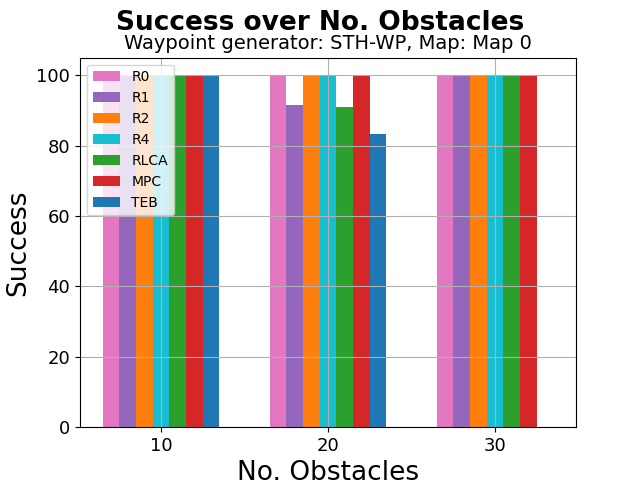 Success over No. Obstacles
Waypoint generator: STH-WP, Map: Map 0
100
80
60
40
20
0
Success
R0
R1
R2
R4
RLCA
MPC
TEB
10
20
30
No. Obstacles